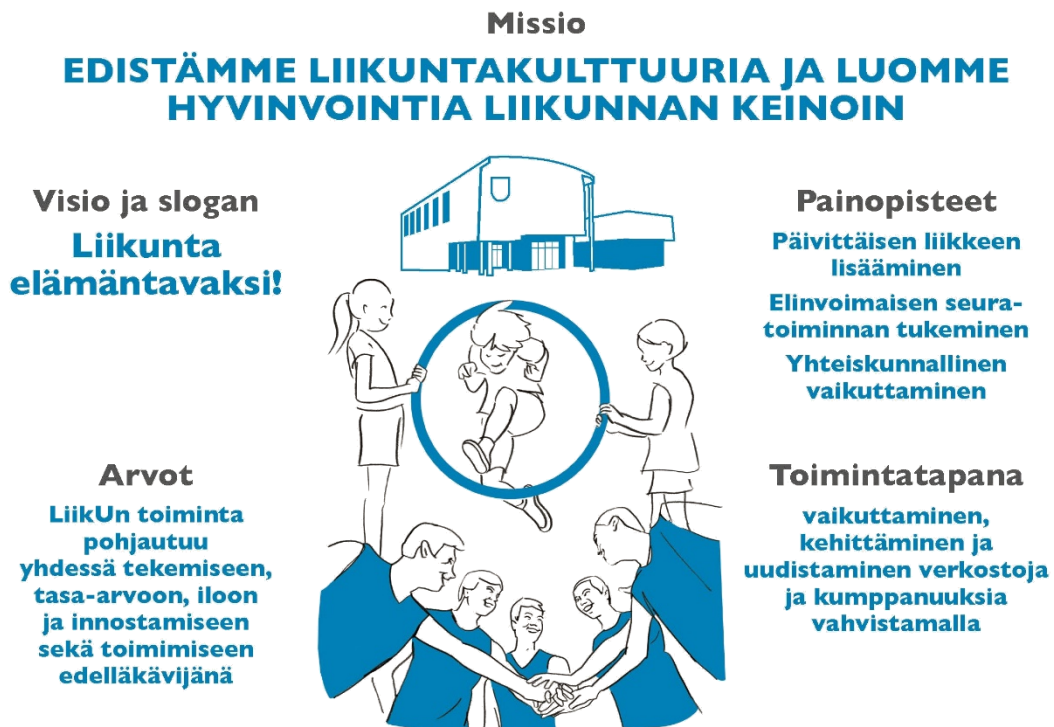 Missio
EDISTÄMME LIIKUNTAKULTTUURIA JA LUOMME
HYVINVOINTIA LIIKUNNAN KEINOIN
Visio ja slogan
Liikunta
elämäntavaksi!
Painopisteet
Päivittäisen liikkeen
lisääminen
Elinvoimaisen seura-
toiminnan tukeminen
Yhteiskunnallinen
vaikuttaminen
Arvot
LiikUn toiminta
pohjautuu
yhdessä tekemiseen,
tasa-arvoon, iloon
ja innostamiseen
sekä toimimiseen
edelläkävijänä
Toimintatapana
vaikuttaminen,
kehittäminen ja
uudistaminen verkostoja
ja kumppanuuksia
vahvistamalla